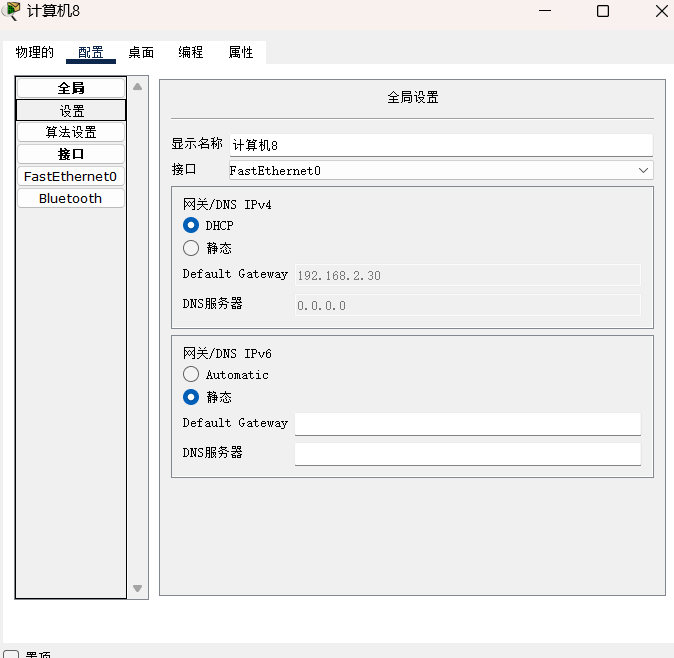 计算机8
物理的 配置 桌面 编程 属性
全局
设置
算法设置
接口
FastEthernet0
Bluetooth
全局设置
显示名称 计算机8
接口 FastEthernet0
网关/DNS IPv4
DHCP
静态
Default Gateway 192.168.2.30
DNS服务器 0.0.0.0
网关/DNS IPv6
Automatic
静态
Default Gateway
DNS服务器
置顶